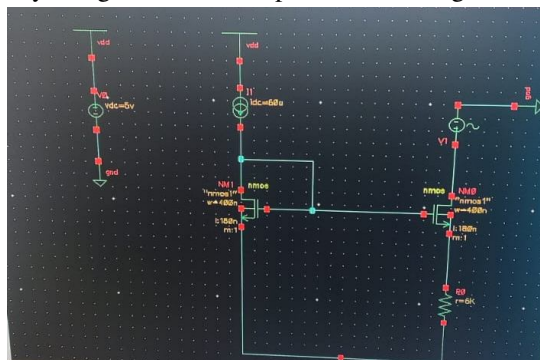 vdd
vdd
gnd
V0
vdc=5v
gnd
I1
idc=60u
V1
NM1
nmos
"nmos1"
w=400n
l:180n
m:1
nmos
NM0
"nmos1"
w=400n
l:180n
m:1
R0
r=6K